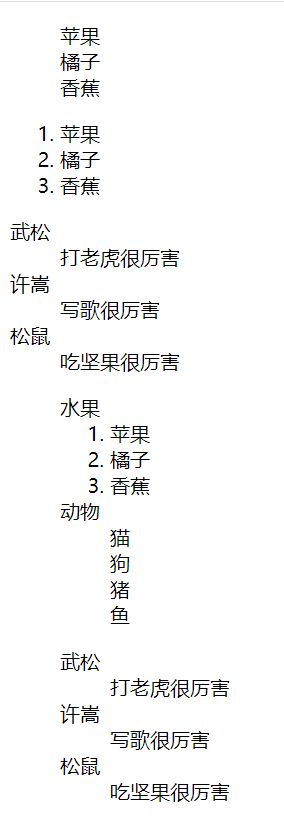 苹果
橘子
香蕉
1. 苹果
2. 橘子
3. 香蕉
武松
打老虎很厉害
许嵩
写歌很厉害
松鼠
吃坚果很厉害
水果
1. 苹果
2. 橘子
3. 香蕉
动物
猫
狗
猪
鱼
武松
打老虎很厉害
许嵩
写歌很厉害
松鼠
吃坚果很厉害